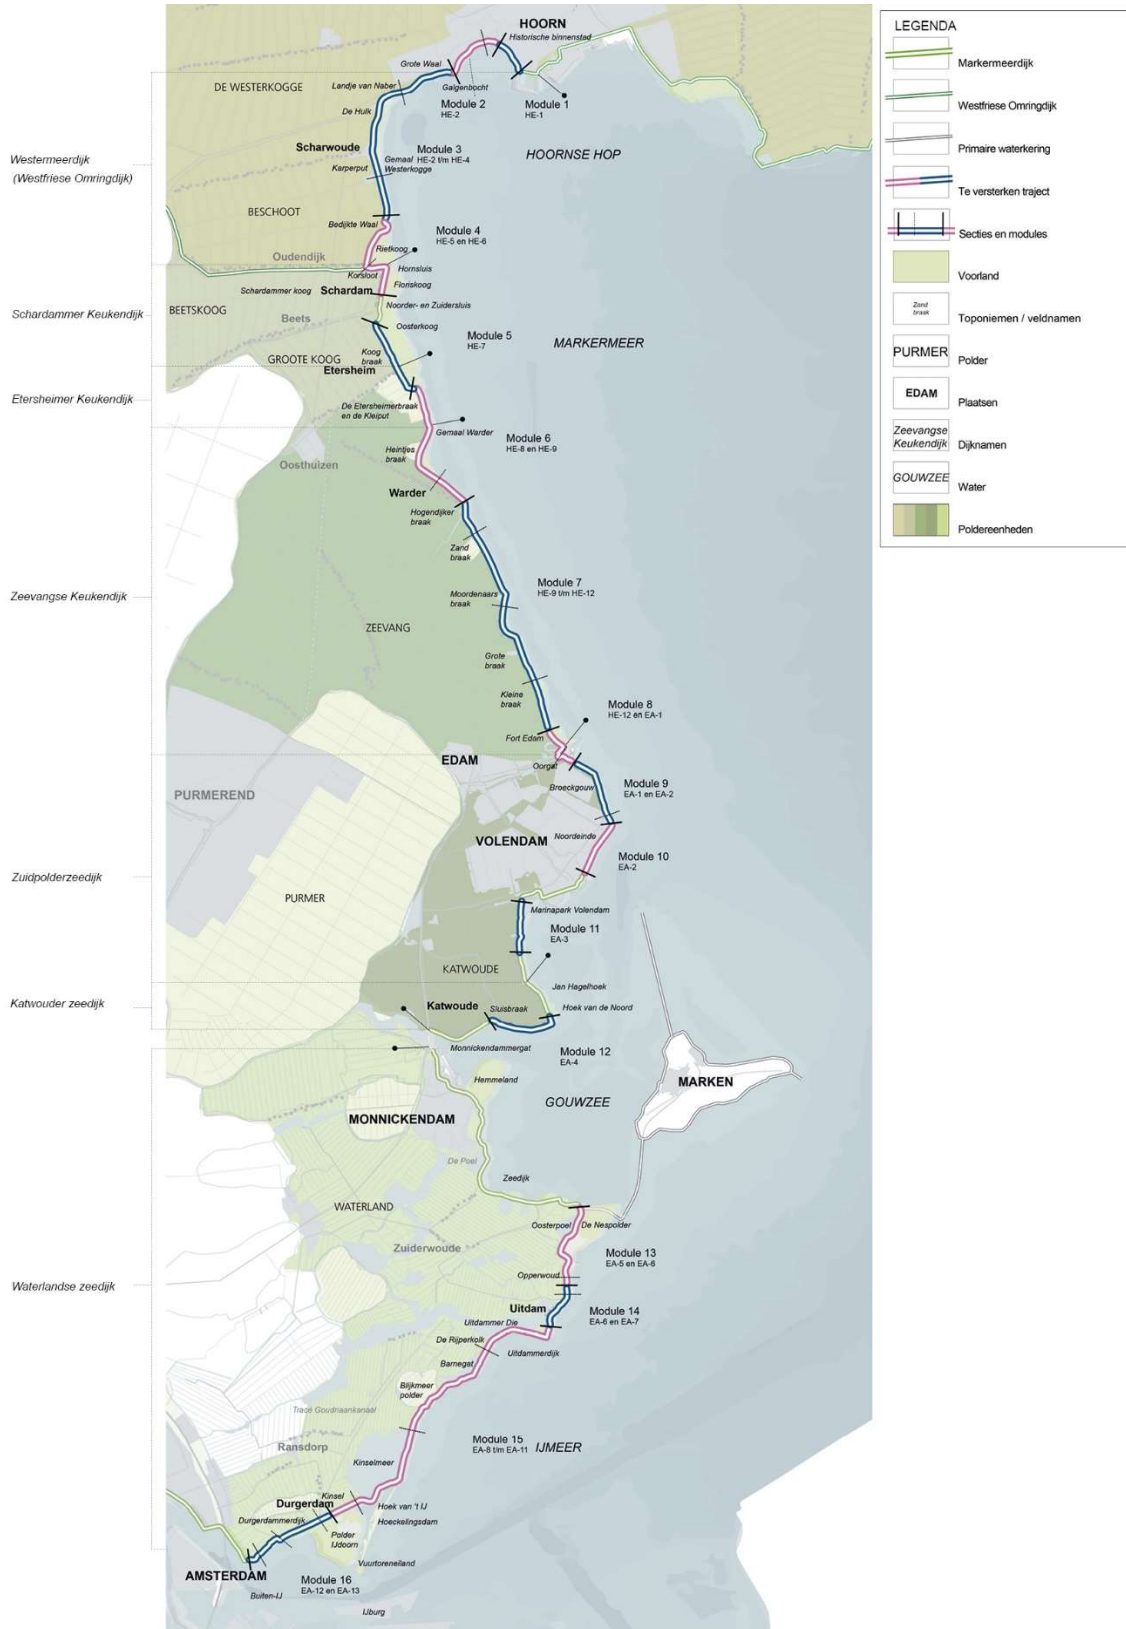 HOORN
Historische binnenstad
Grote Waal
DE WESTERKOGGE
Landje van Naber
Galgenbocht
Module 2
HE-2
Module 1
HE-1
De Hulk
Scharwoude
Module 3
HE-2 t/m HE-4
HOORNSE HOP
Westermeerdijk
(Westfriese Omringdijk)
Karperput
Gemaal
Westerkogge
BESCHOOT
Bedijkte Waal
Module 4
HE-5 en HE-6
Rietkoog
Oudendijk
Hornsluis
Korsloot
Floriskoog
Schardammer koog
Schardam
Noorder- en Zuidersluis
Schardammer Keukendijk
BEETSKOOG
Beets
Oosterkoog
Module 5
HE-7
MARKERMEER
GROOTE KOOG
Koog
braak
Etersheim
Etersheimer Keukendijk
De Etersheimerbraak
en de Kleiput
Gemaal Warder
Module 6
HE-8 en HE-9
Heintjes
braak
Oosthuizen
Warder
Hogendijker
braak
Zand
braak
Module 7
HE-9 t/m HE-12
Zeevangse Keukendijk
Moordenaars
braak
ZEEVANG
Grote
braak
Kleine
braak
Module 8
HE-12 en EA-1
Fort Edam
EDAM
Oorgat
PURMEREND
Broeckgouw
Module 9
EA-1 en EA-2
Noordeinde
VOLENDAM
Module 10
EA-2
Zuidpolderzeedijk
PURMER
Marinapark Volendam
Module 11
EA-3
KATWOUDE
Jan Hagelhoek
Katwouder zeedijk
Katwoude
Sluisbraak
Hoek van de Noord
Monnickendammergat
Module 12
EA-4
Hemmeland
MARKEN
GOUWZEE
MONNICKENDAM
De Poel
Zeedijk
WATERLAND
Oosterpoel
De Nespolder
Zuiderwoude
Module 13
EA-5 en EA-6
Opperwoud
Waterlandse zeedijk
Uitdam
Module 14
EA-6 en EA-7
Uitdammer Die
De Rijperkolk
Uitdammerdijk
Barnegat
Blijkmeer
polder
Tracé Goudriaankanaal
Module 15
EA-8 t/m EA-11
IJMEER
Ransdorp
Kinselmeer
Kinsel
Durgerdam
Hoek van 't IJ
Durgerdammerdijk
Hoeckelingsdam
Polder
IJdoorn
Vuurtoreneiland
AMSTERDAM
Module 16
EA-12 en EA-13
Buiten-IJ
IJburg
LEGENDA
Markermeerdijk
Westfriese Omringdijk
Primaire waterkering
Te versterken traject
Secties en modules
Voorland
Zand
braak
Toponiemen / veldnamen
PURMER
Polder
EDAM
Plaatsen
Zeevangse
Keukendijk
Dijknamen
GOUWZEE
Water
Poldereenheden